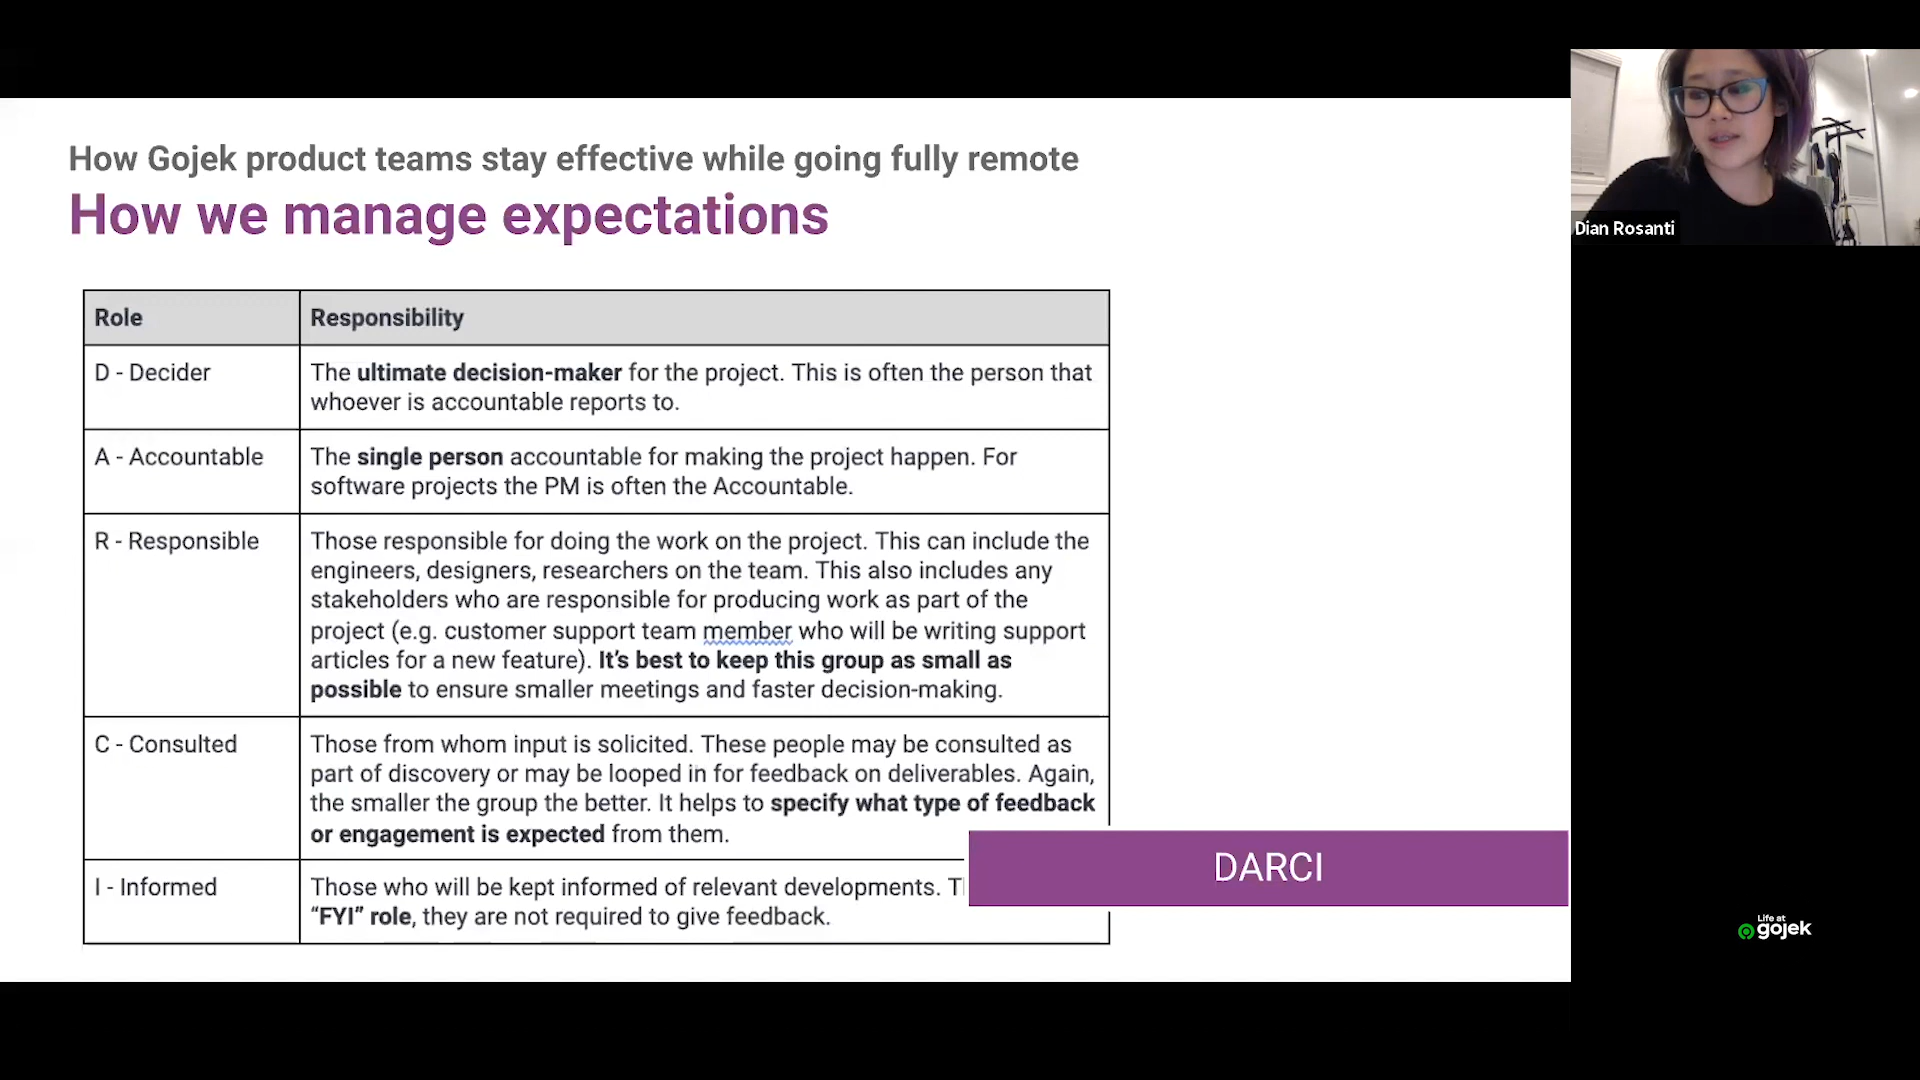 How Gojek product teams stay effective while going fully remote
How we manage expectations
Role
Responsibility
D - Decider
The ultimate decision-maker for the project. This is often the person that
whoever is accountable reports to.
A - Accountable
The single person accountable for making the project happen. For
software projects the PM is often the Accountable.
R - Responsible
Those responsible for doing the work on the project. This can include the
engineers, designers, researchers on the team. This also includes any
stakeholders who are responsible for producing work as part of the
project (e.g. customer support team member who will be writing support
articles for a new feature). It’s best to keep this group as small as
possible to ensure smaller meetings and faster decision-making.
C - Consulted
Those from whom input is solicited. These people may be consulted as
part of discovery or may be looped in for feedback on deliverables. Again,
the smaller the group the better. It helps to specify what type of feedback
or engagement is expected from them.
I - Informed
Those who will be kept informed of relevant developments.
“FYI” role, they are not required to give feedback.
DARCI
Dian Rosanti
Life at
gojek